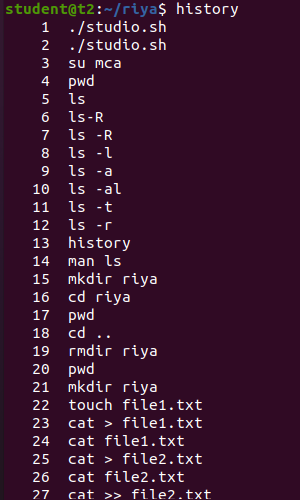 student@t2:~/riya$ history
1 ./studio.sh
2 ./studio.sh
3 su mca
4 pwd
5 ls
6 ls-R
7 ls -R
8 ls -l
9 ls -a
10 ls -al
11 ls -t
12 ls -r
13 history
14 man ls
15 mkdir riya
16 cd riya
17 pwd
18 cd ..
19 rmdir riya
20 pwd
21 mkdir riya
22 touch file1.txt
23 cat > file1.txt
24 cat file1.txt
25 cat > file2.txt
26 cat file2.txt
27 cat >> file2.txt